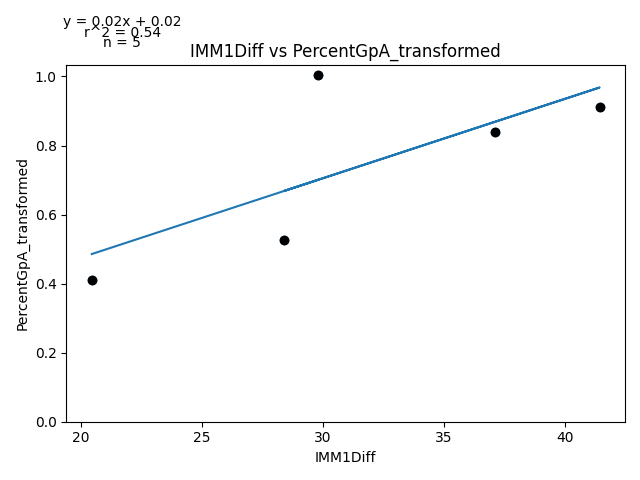 y = 0.02x + 0.02
r^2 = 0.54
n = 5
IMM1Diff vs PercentGpA_transformed
1.0
0.8
0.6
0.4
0.2
0.0
PercentGpA_transformed
20
25
30
35
40
IMM1Diff